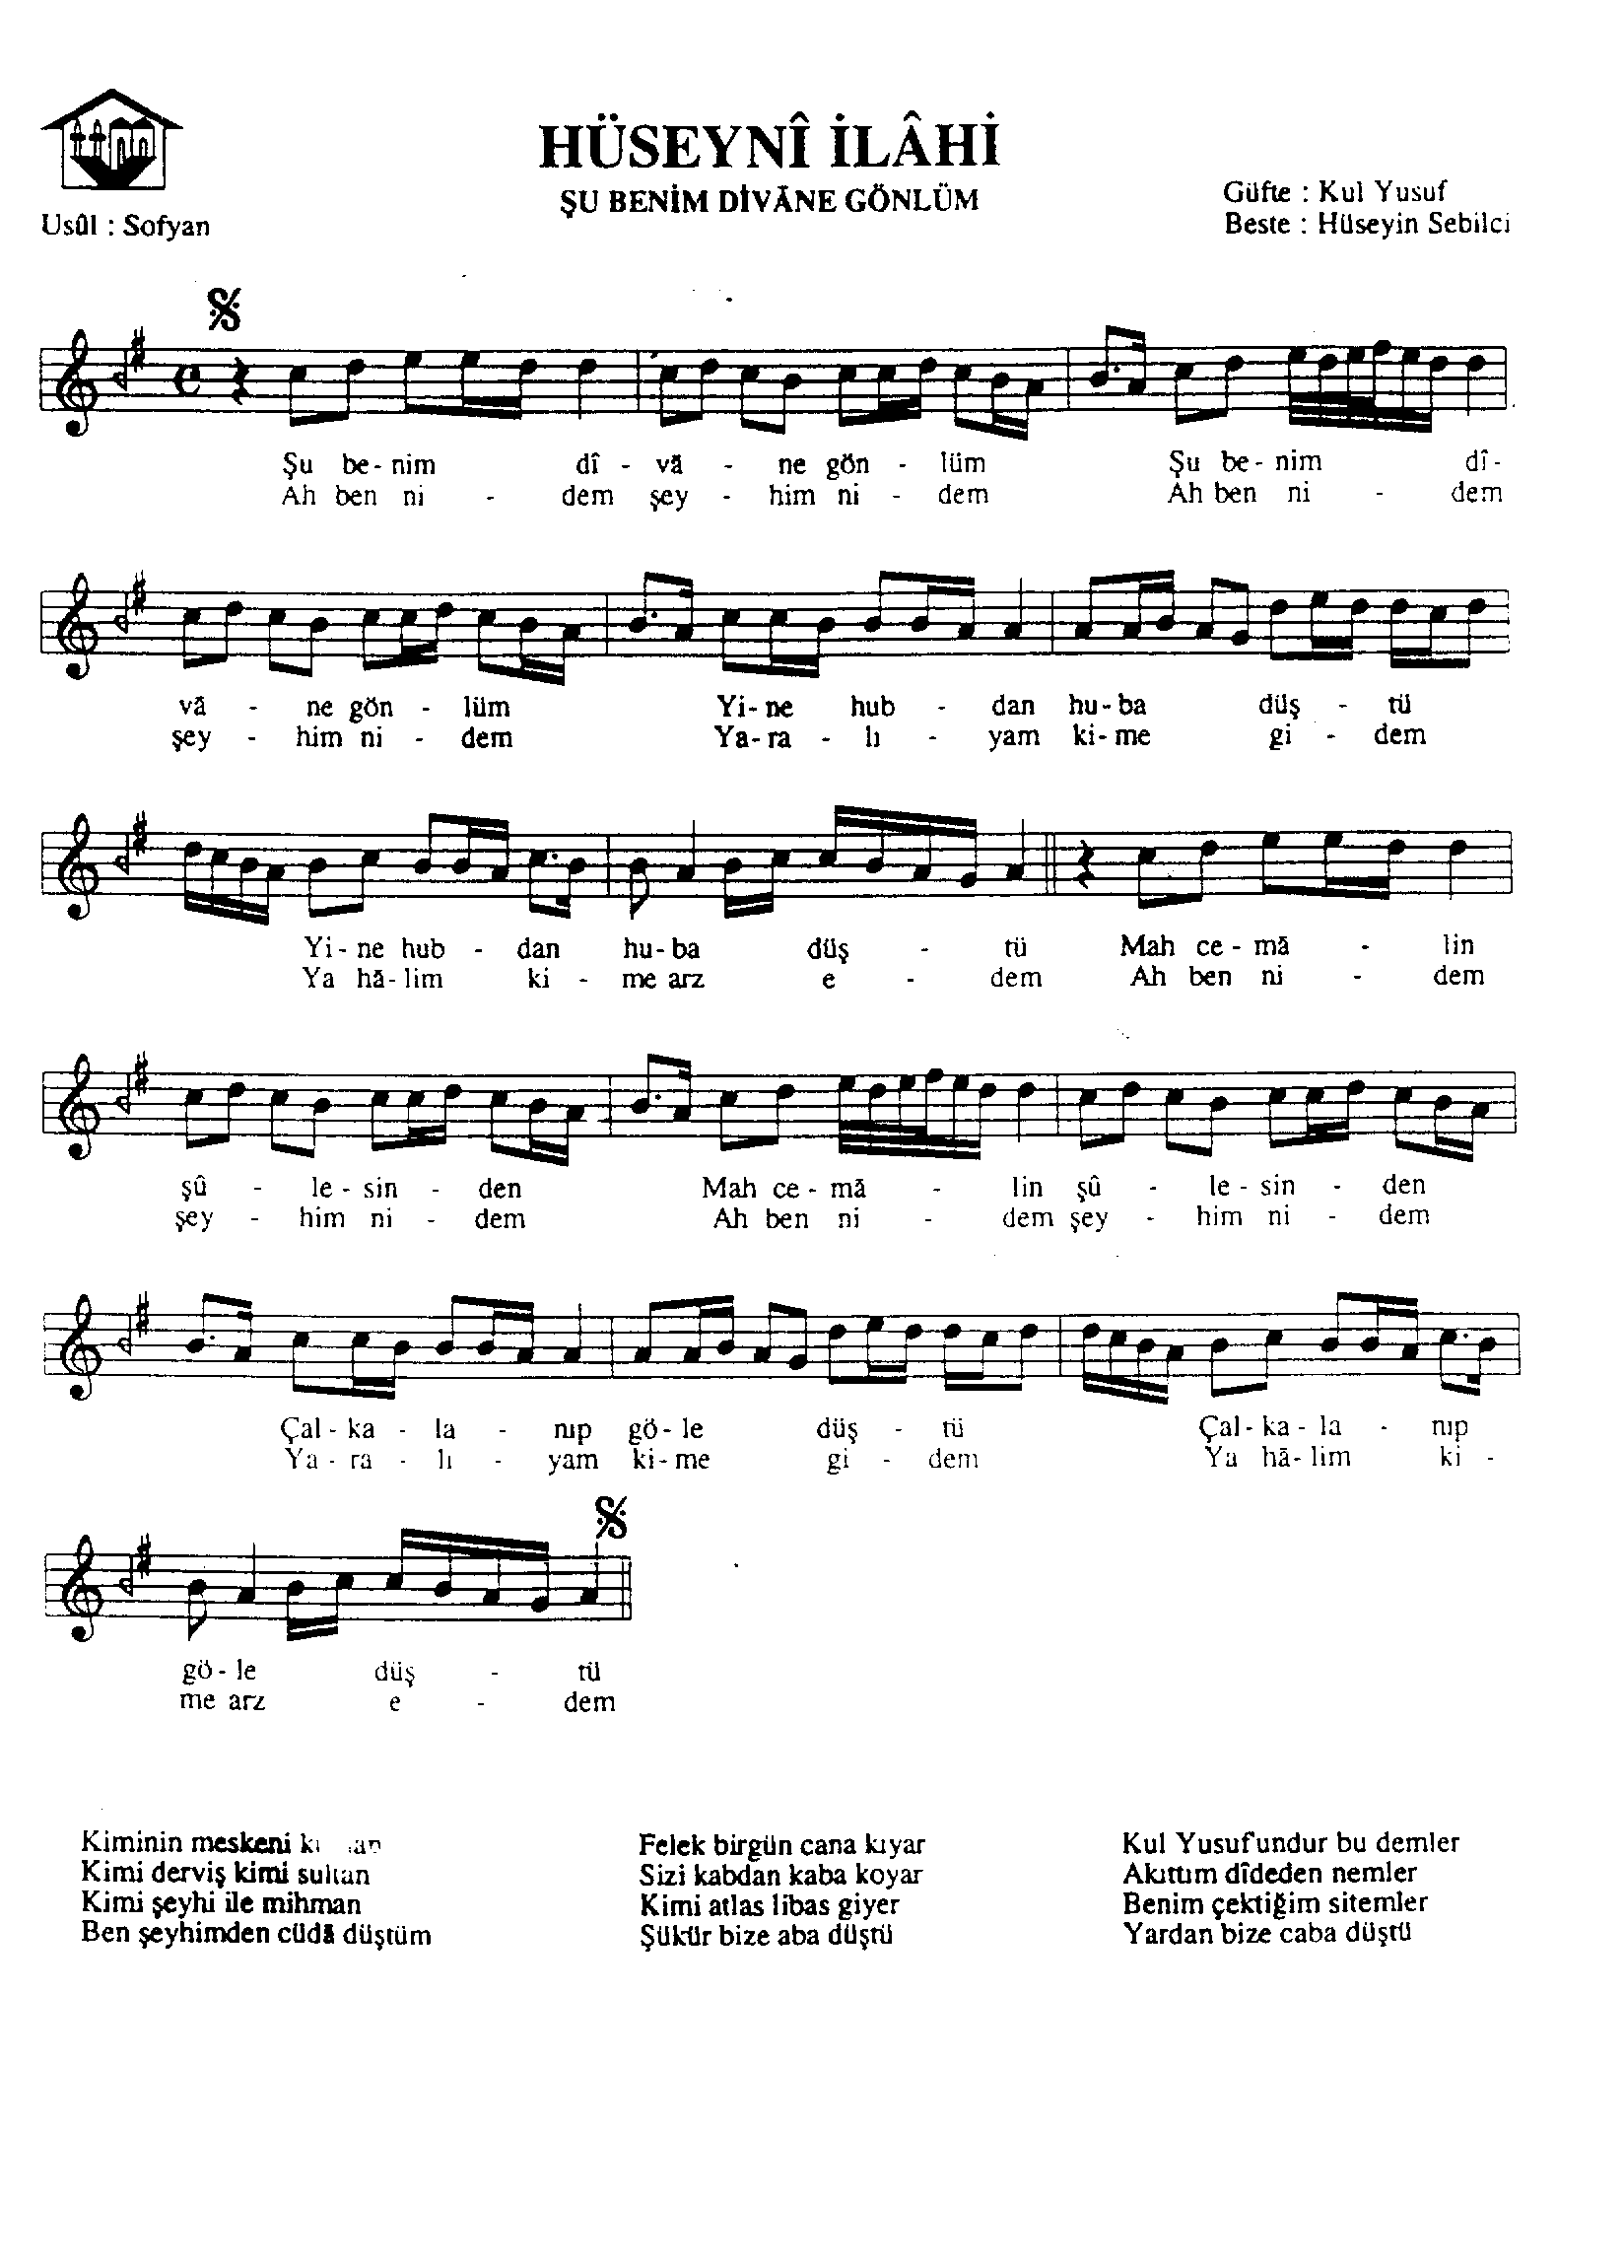 HÜSEYNÎ İLÂHİ
ŞU BENİM DİVĀNE GÖNLÜM
Usûl : Sofyan
Güfte : Kul Yusuf
Beste : Hüseyin Sebilci
Şu be - nim dî - vā - ne gön - lüm Şu be - nim dî -
Ah ben ni - dem şey - him ni - dem Ah ben ni - dem
vā - ne gön - lüm Yi - ne hub - dan hu - ba düş - tü
şey - him ni - dem Ya - ra - lı - yam ki - me gi - dem
Yi - ne hub - dan hu - ba düş - tü Mah ce - mā - lin
Ya hā - lim ki - me arz e - dem Ah ben ni - dem
şû - le - sin - den Mah ce - mā - lin şû - le - sin - den
şey - him ni - dem Ah ben ni - dem şey - him ni - dem
Çal - ka - la - nıp gö - le düş - tü Çal - ka - la - nıp
Ya - ra - lı - yam ki - me gi - dem Ya hā - lim ki -
gö - le düş - tü
me arz e - dem
Kiminin meskeni
Kimi derviş kimi sultan
Kimi şeyhi ile mihman
Ben şeyhimden cüdā düştüm
Felek birgün cana kıyar
Sizi kabdan kaba koyar
Kimi atlas libas giyer
Şükür bize aba düştü
Kul Yusuf'undur bu demler
Akıttım dîdeden nemler
Benim çektiğim sitemler
Yardan bize caba düştü